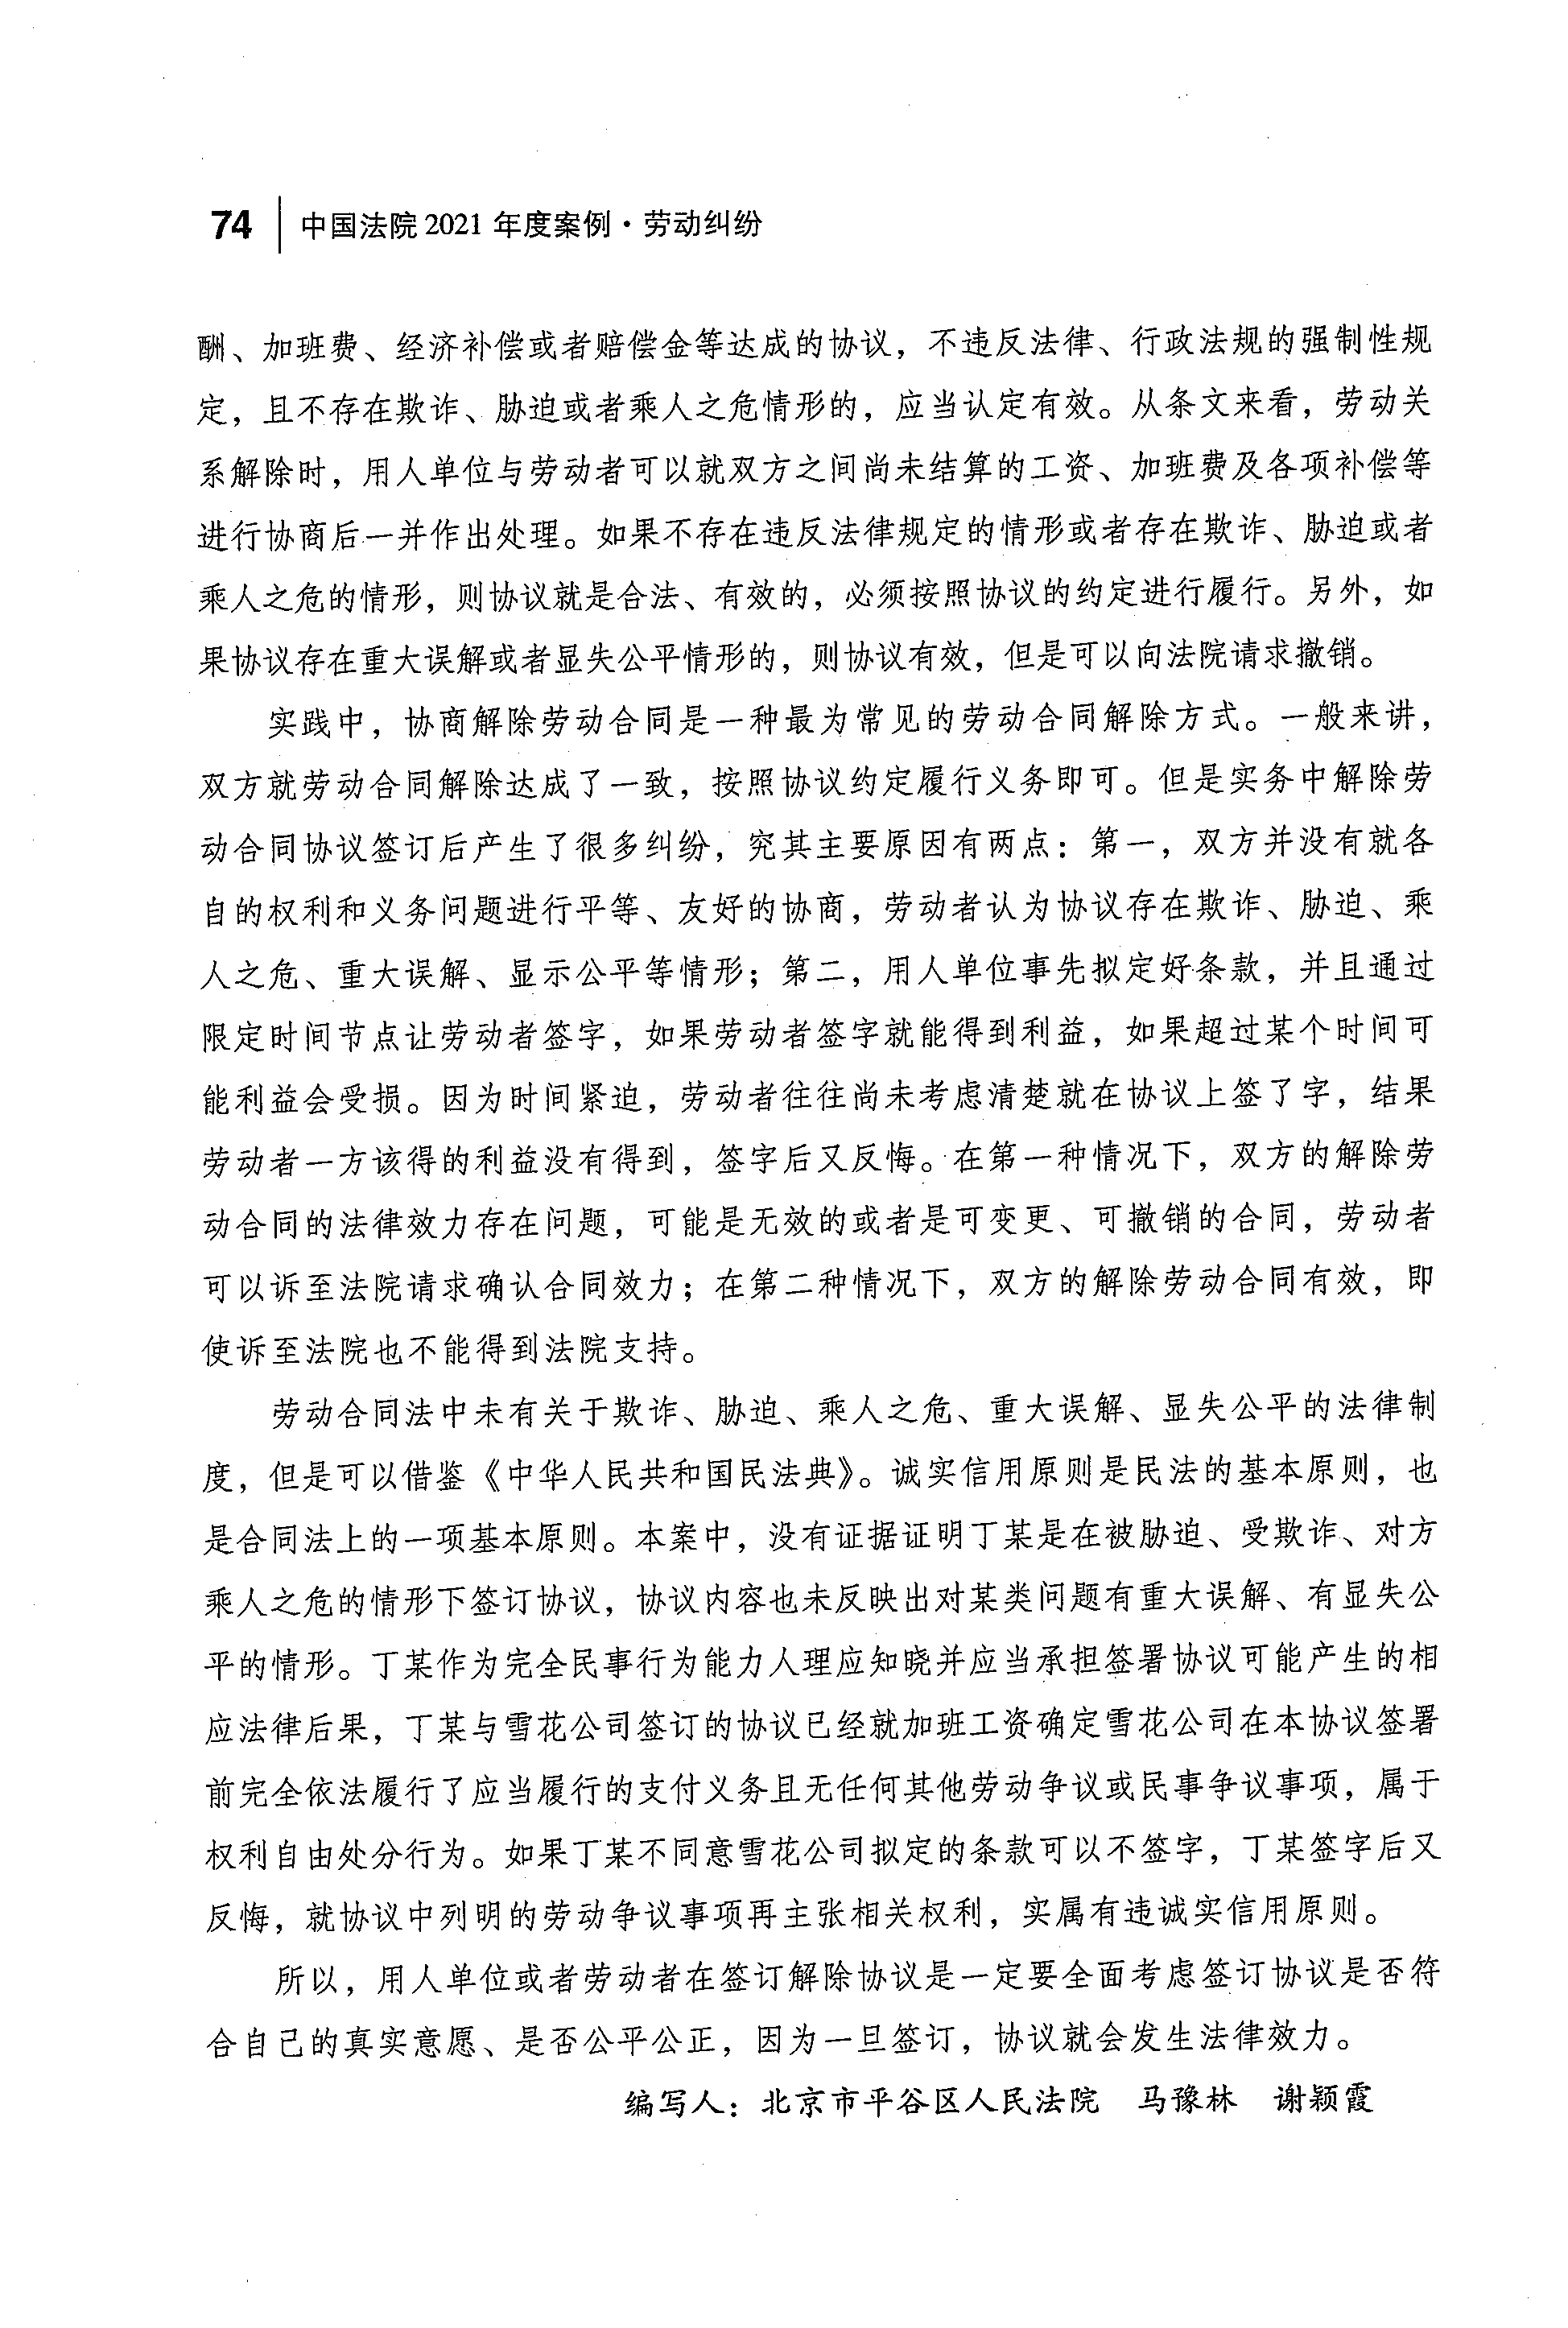 74 中国法院 2021 年度案例·劳动纠纷
酬、加班费、经济补偿或者赔偿金等达成的协议，不违反法律、行政法规的强制性规
定，且不存在欺诈、胁迫或者乘人之危情形的，应当认定有效。从条文来看，劳动关
系解除时，用人单位与劳动者可以就双方之间尚未结算的工资、加班费及各项补偿等
进行协商后一并作出处理。如果不存在违反法律规定的情形或者存在欺诈、胁迫或者
乘人之危的情形，则协议就是合法、有效的，必须按照协议的约定进行履行。另外，如
果协议存在重大误解或者显失公平情形的，则协议有效，但是可以向法院请求撤销。
实践中，协商解除劳动合同是一种最为常见的劳动合同解除方式。一般来讲，
双方就劳动合同解除达成了一致，按照协议约定履行义务即可。但是实务中解除劳
动合同协议签订后产生了很多纠纷，究其主要原因有两点：第一，双方并没有就各
自的权利和义务问题进行平等、友好的协商，劳动者认为协议存在欺诈、胁迫、乘
人之危、重大误解、显示公平等情形；第二，用人单位事先拟定好条款，并且通过
限定时间节点让劳动者签字，如果劳动者签字就能得到利益，如果超过某个时间可
能利益会受损。因为时间紧迫，劳动者往往尚未考虑清楚就在协议上签了字，结果
劳动者一方该得的利益没有得到，签字后又反悔。在第一种情况下，双方的解除劳
动合同的法律效力存在问题，可能是无效的或者是可变更、可撤销的合同，劳动者
可以诉至法院请求确认合同效力；在第二种情况下，双方的解除劳动合同有效，即
使诉至法院也不能得到法院支持。
劳动合同法中未有关于欺诈、胁迫、乘人之危、重大误解、显失公平的法律制
度，但是可以借鉴《中华人民共和国民法典》。诚实信用原则是民法的基本原则，也
是合同法上的一项基本原则。本案中，没有证据证明丁某是在被胁迫、受欺诈、对方
乘人之危的情形下签订协议，协议内容也未反映出对某类问题有重大误解、有显失公
平的情形。丁某作为完全民事行为能力人理应知晓并应当承担签署协议可能产生的相
应法律后果，丁某与雪花公司签订的协议已经就加班工资确定雪花公司在本协议签署
前完全依法履行了应当履行的支付义务且无任何其他劳动争议或民事争议事项，属于
权利自由处分行为。如果丁某不同意雪花公司拟定的条款可以不签字，丁某签字后又
反悔，就协议中列明的劳动争议事项再主张相关权利，实属有违诚实信用原则。
所以，用人单位或者劳动者在签订解除协议是一定要全面考虑签订协议是否符
合自己的真实意愿、是否公平公正，因为一旦签订，协议就会发生法律效力。
编写人：北京市平谷区人民法院 马豫林 谢颖霞